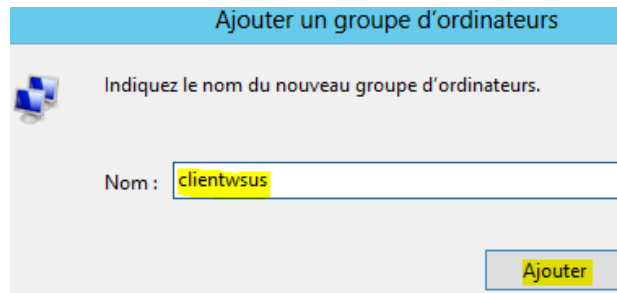 Ajouter un groupe d'ordinateurs
Indiquez le nom du nouveau groupe d'ordinateurs.
Nom : clientwsus
Ajouter